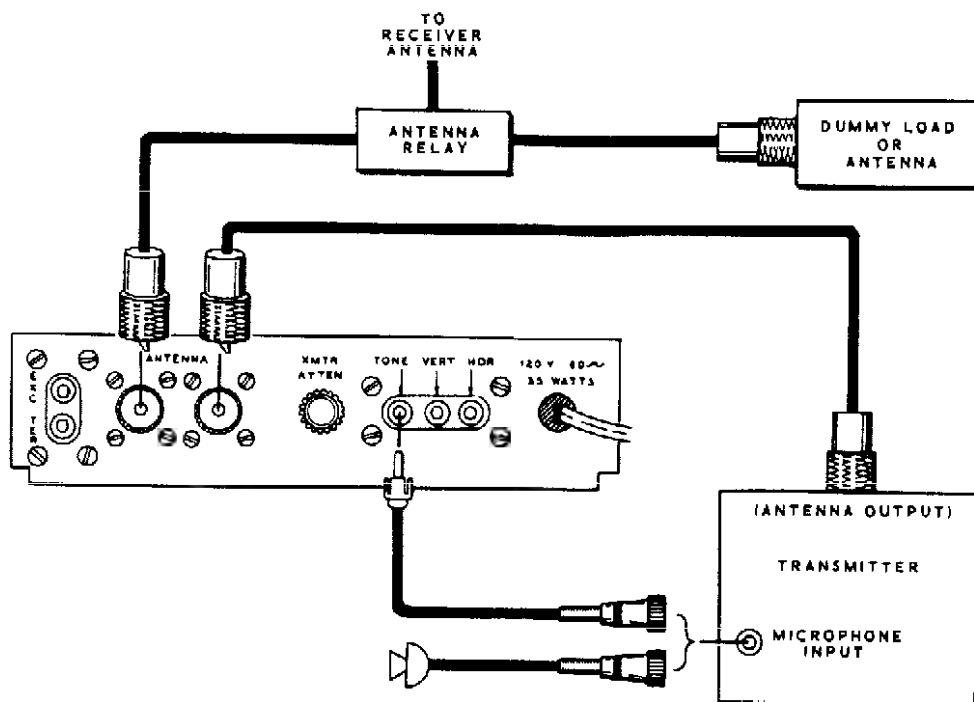 TO
RECEIVER
ANTENNA
ANTENNA
RELAY
DUMMY LOAD
OR
ANTENNA
ANTENNA
XMTR
ATTEN
TONE VERT HOR
120 V 60~
35 WATTS
EXC
TER
(ANTENNA OUTPUT)
TRANSMITTER
MICROPHONE
INPUT